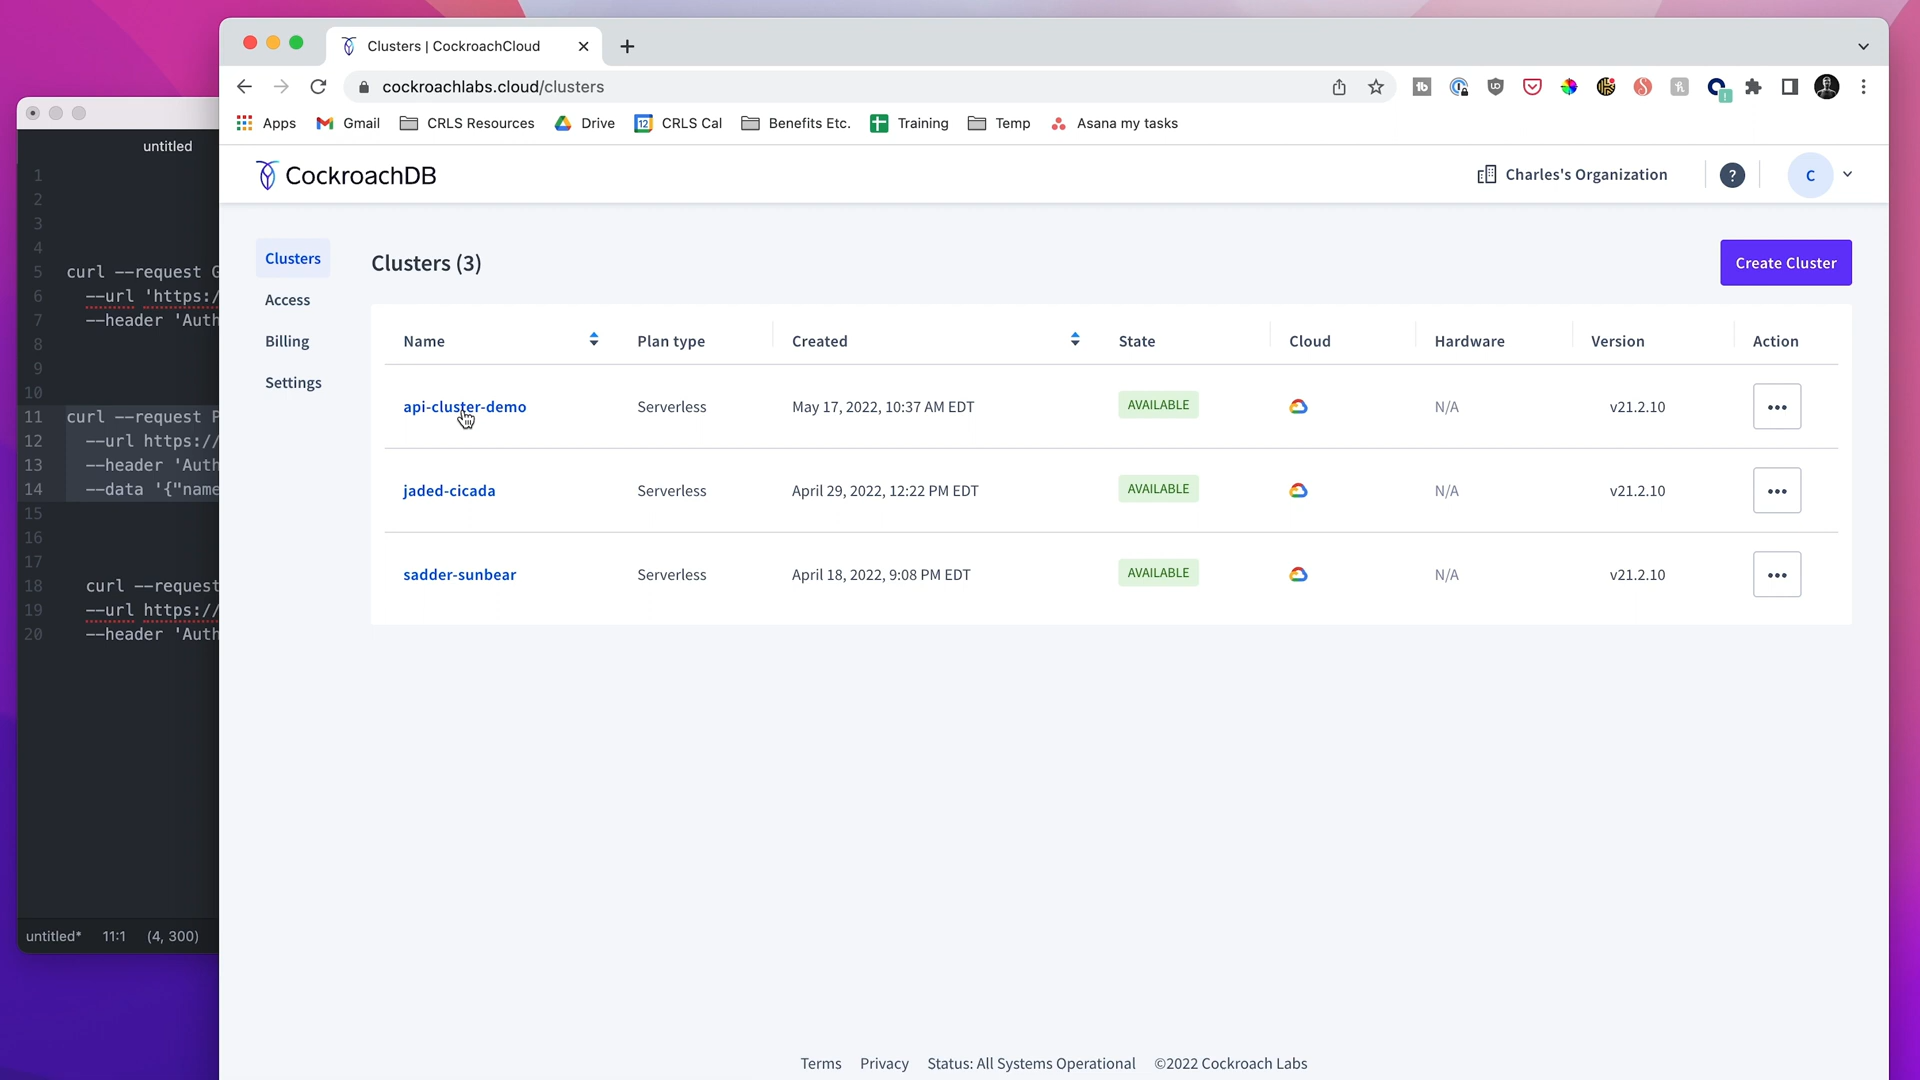 Clusters | CockroachCloud
cockroachlabs.cloud/clusters
Apps Gmail CRLS Resources Drive 12 CRLS Cal Benefits Etc. Training Temp Asana my tasks
CockroachDB
Charles's Organization
?
C
Clusters
Access
Billing
Settings
Clusters (3)
Create Cluster
Name Plan type Created State Cloud Hardware Version Action
api-cluster-demo Serverless May 17, 2022, 10:37 AM EDT AVAILABLE N/A v21.2.10
jaded-cicada Serverless April 29, 2022, 12:22 PM EDT AVAILABLE N/A v21.2.10
sadder-sunbear Serverless April 18, 2022, 9:08 PM EDT AVAILABLE N/A v21.2.10
Terms Privacy Status: All Systems Operational ©2022 Cockroach Labs
untitled
1
2
3
4
5 curl --request G
6 --url 'https:/
7 --header 'Auth
8
9
10
11 curl --request P
12 --url https://
13 --header 'Auth
14 --data '{"name
15
16
17
18 curl --request
19 --url https://
20 --header 'Auth
untitled* 11:1 (4, 300)